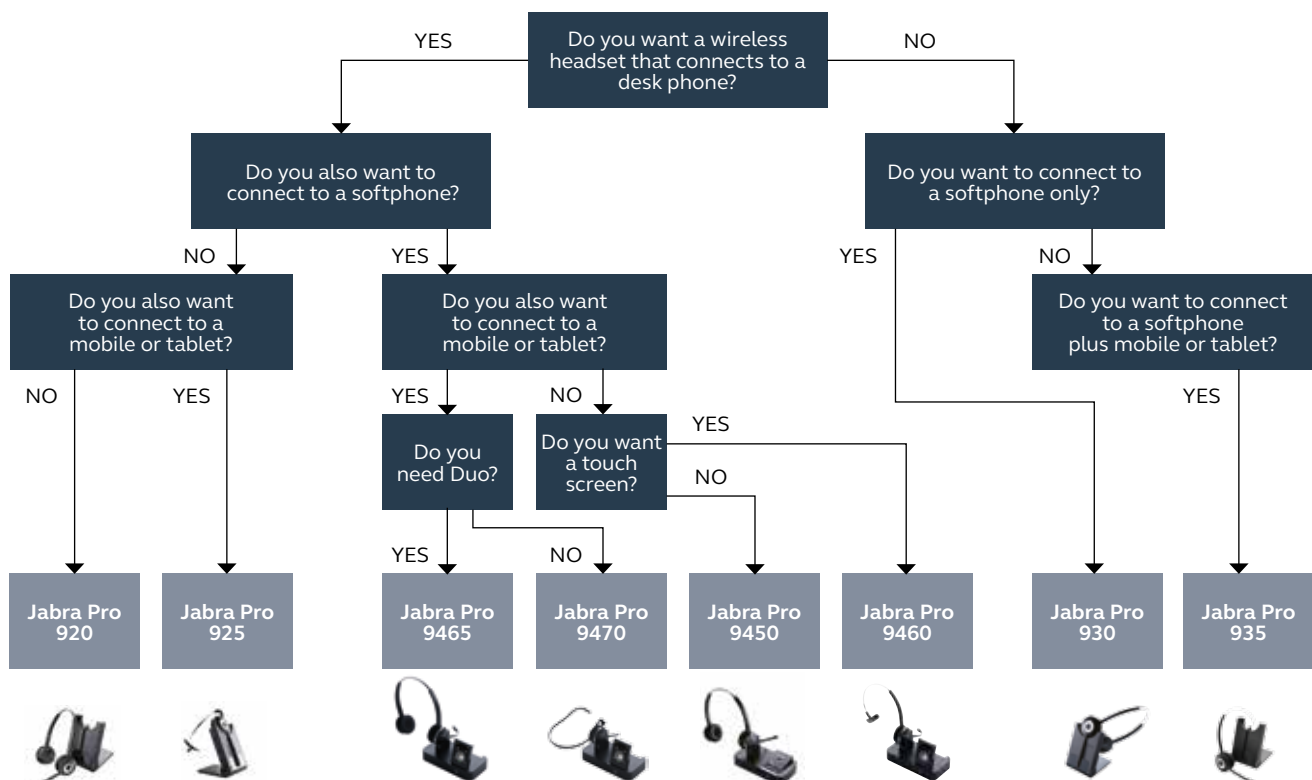 YES
Do you want a wireless
headset that connects to a
desk phone?
NO
Do you also want to
connect to a softphone?
Do you want to connect to
a softphone only?
NO
YES
YES
NO
Do you also want
to connect to a
mobile or tablet?
Do you also want
to connect to a
mobile or tablet?
Do you want to connect
to a softphone
plus mobile or tablet?
NO
YES
YES
NO
YES
Do you
need Duo?
Do you want
a touch
screen?
YES
NO
YES
NO
Jabra Pro
920
Jabra Pro
925
Jabra Pro
9465
Jabra Pro
9470
Jabra Pro
9450
Jabra Pro
9460
Jabra Pro
930
Jabra Pro
935